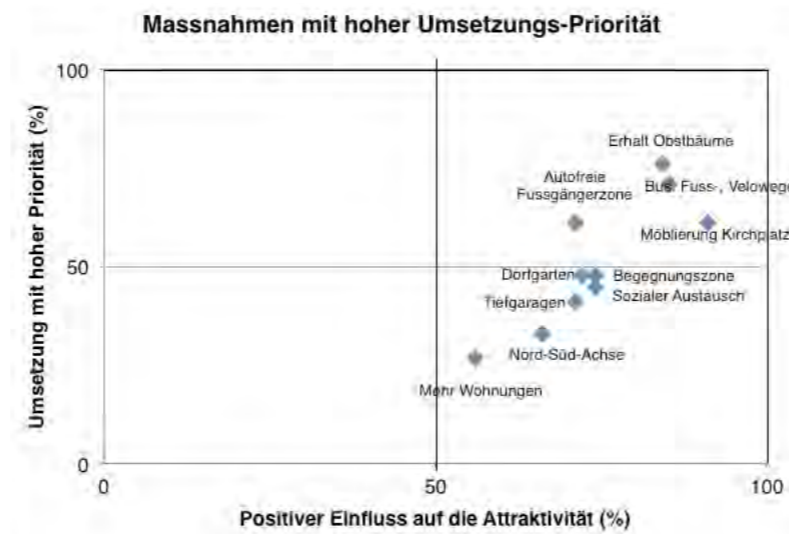 Massnahmen mit hoher Umsetzungs-Priorität
100
Umsetzung mit hoher Priorität (%)
Erhalt Obstbäume
Autofreie
Fussgängerzone
Bus, Fuss-, Velowege
Möblierung Kirchplatz
50
Dorfgarten
Begegnungszone
Sozialer Austausch
Tiefgaragen
Nord-Süd-Achse
Mehr Wohnungen
0
0
50
100
Positiver Einfluss auf die Attraktivität (%)